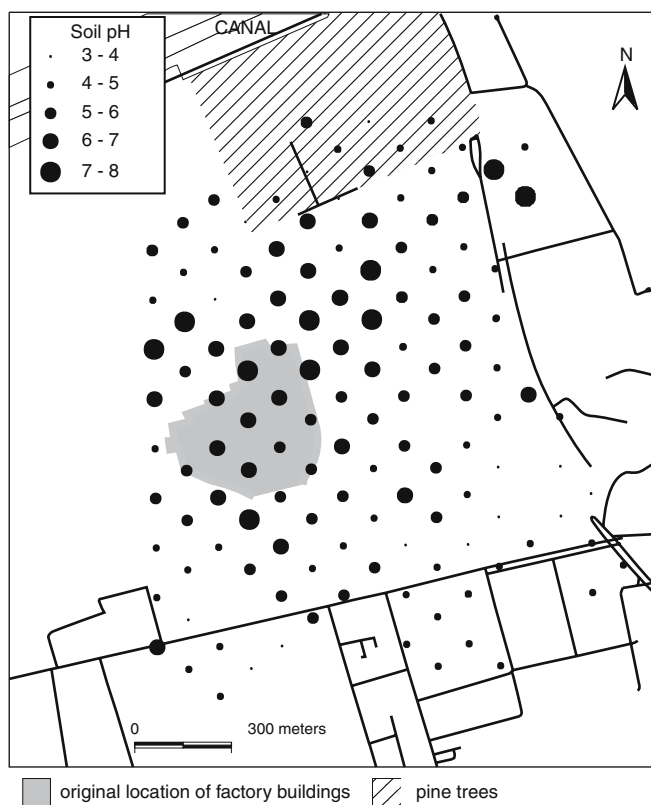 CANAL
Soil pH
3 - 4
4 - 5
5 - 6
6 - 7
7 - 8
N
0 300 meters
original location of factory buildings pine trees